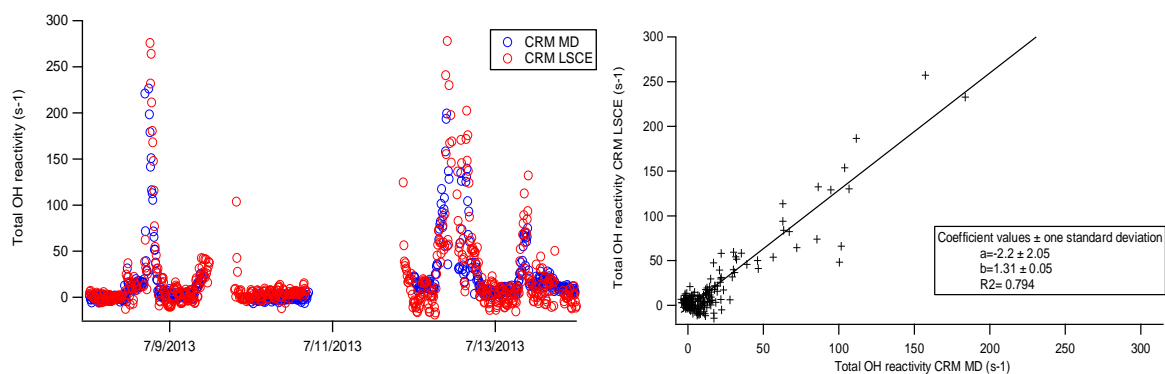 300
250
200
150
100
50
0
Total OH reactivity (s-1)
7/9/2013
7/11/2013
7/13/2013
CRM MD
CRM LSCE
300
250
200
150
100
50
0
Total OH reactivity CRM LSCE (s-1)
0
50
100
150
200
250
300
Total OH reactivity CRM MD (s-1)
Coefficient values ± one standard deviation
a=-2.2 ± 2.05
b=1.31 ± 0.05
R2= 0.794